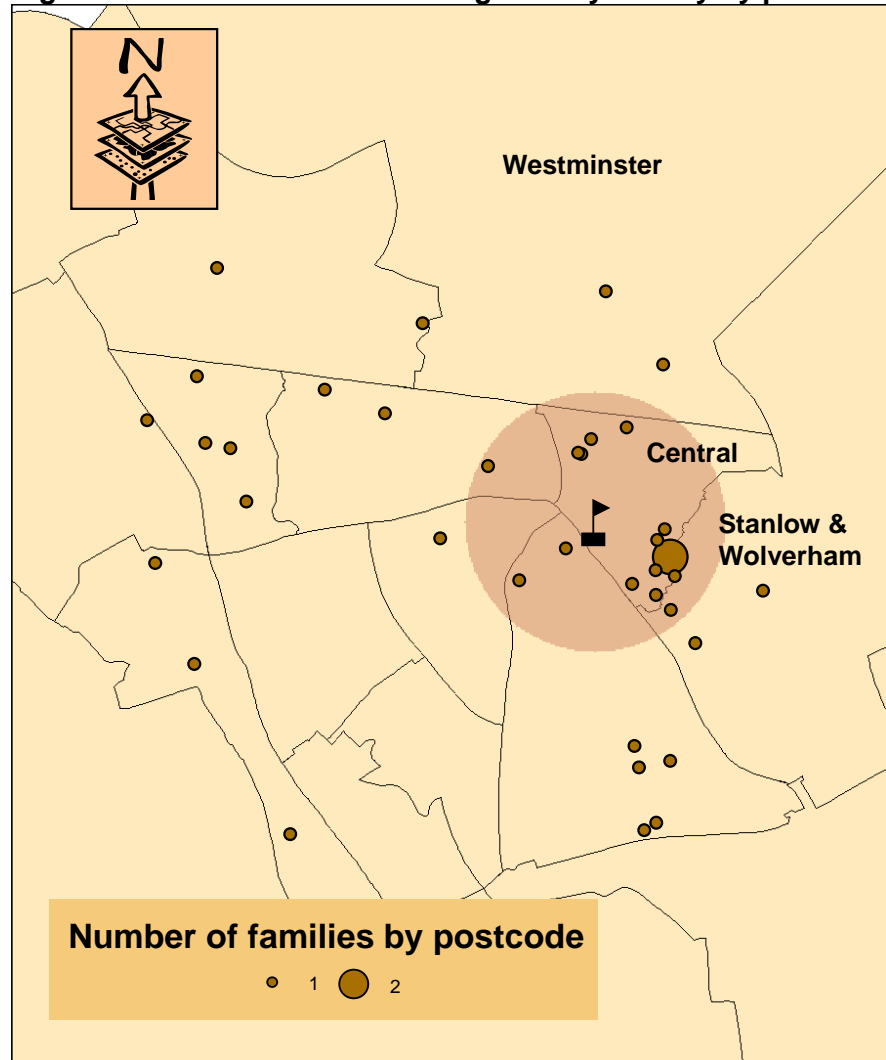 N
Westminster
Central
Stanlow &
Wolverham
Number of families by postcode
1 2